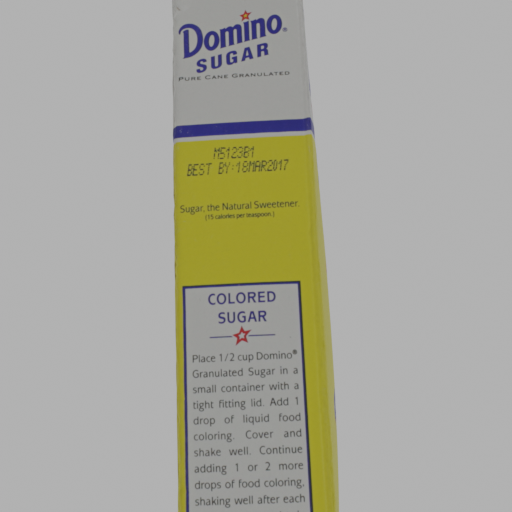 Domino®
SUGAR
PURE CANE GRANULATED
M5123B1
BEST BY:18MAR2017
Sugar, the Natural Sweetener.
(15 calories per teaspoon.)
COLORED
SUGAR
Place 1/2 cup Domino®
Granulated Sugar in a
small container with a
tight fitting lid. Add 1
drop of liquid food
coloring. Cover and
shake well. Continue
adding 1 or 2 more
drops of food coloring,
shaking well after each